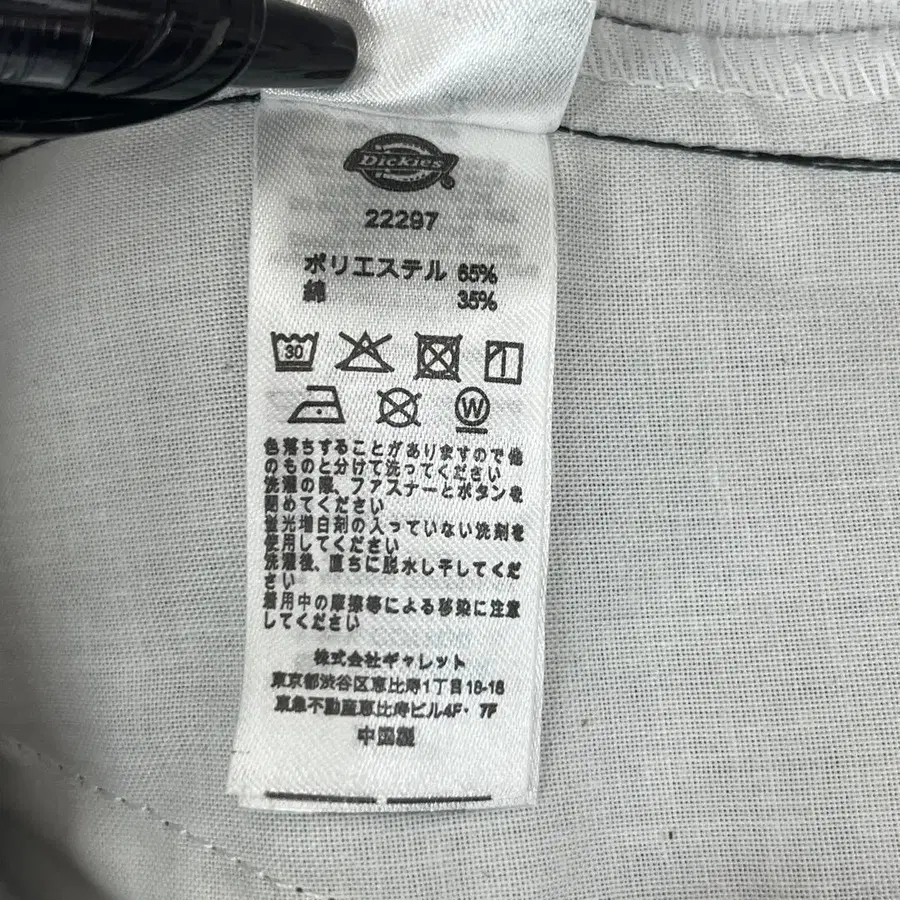 Dickies
22297
ポリエステル 65%
綿 35%
30
W
色落ちすることがありますので他
のものと分けて洗ってください
洗濯の際、ファスナーとボタンを
閉めてください
蛍光増白剤の入っていない洗剤を
使用してください
洗濯後、直ちに脱水し干してくだ
さい
着用中の摩擦等による移染に注意
してください
株式会社ギャレット
東京都渋谷区恵比寿1丁目18-18
東急不動産恵比寿ビル4F・7F
中国製